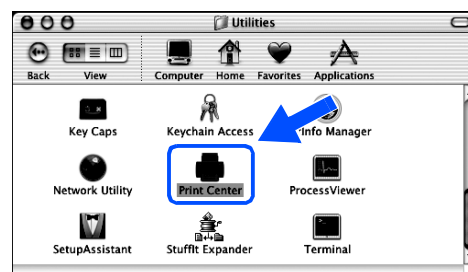 Utilities
Back View Computer Home Favorites Applications
Key Caps Keychain Access Info Manager
Network Utility Print Center ProcessViewer
SetupAssistant StuffIt Expander Terminal